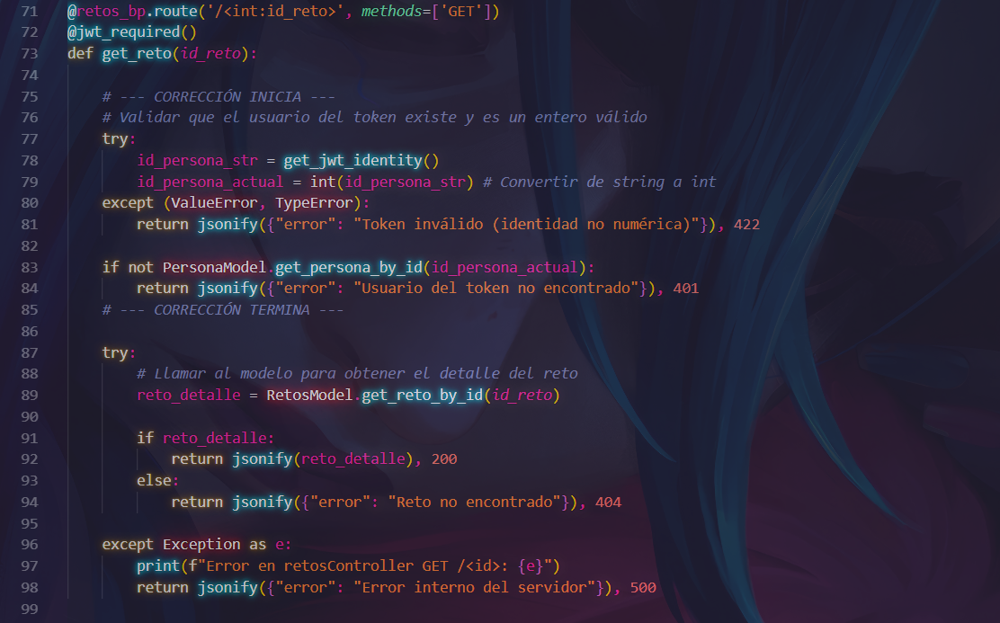 71 @retos_bp.route('/<int:id_reto>', methods=['GET'])
72 @jwt_required()
73 def get_reto(id_reto):
74
75     # --- CORRECCIÓN INICIA ---
76     # Validar que el usuario del token existe y es un entero válido
77     try:
78         id_persona_str = get_jwt_identity()
79         id_persona_actual = int(id_persona_str) # Convertir de string a int
80     except (ValueError, TypeError):
81         return jsonify({"error": "Token inválido (identidad no numérica)"}), 422
82
83     if not PersonaModel.get_persona_by_id(id_persona_actual):
84         return jsonify({"error": "Usuario del token no encontrado"}), 401
85     # --- CORRECCIÓN TERMINA ---
86
87     try:
88         # Llamar al modelo para obtener el detalle del reto
89         reto_detalle = RetosModel.get_reto_by_id(id_reto)
90
91         if reto_detalle:
92             return jsonify(reto_detalle), 200
93         else:
94             return jsonify({"error": "Reto no encontrado"}), 404
95
96     except Exception as e:
97         print(f"Error en retosController GET /<id>: {e}")
98         return jsonify({"error": "Error interno del servidor"}), 500
99